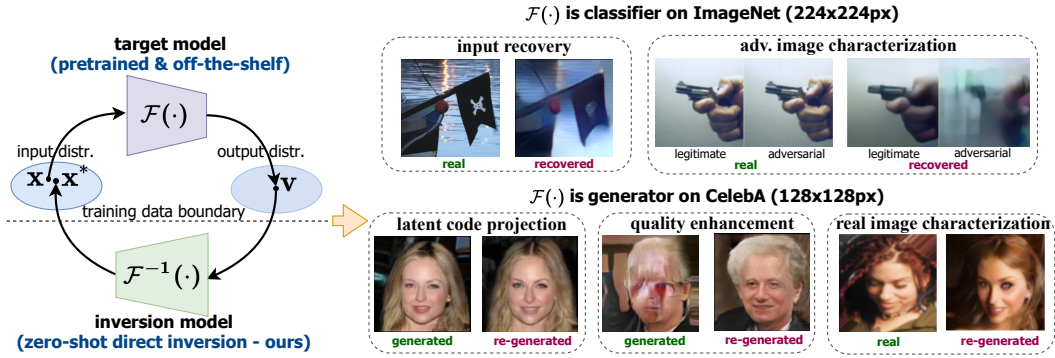 target model
(pretrained & off-the-shelf)
F(·)
input distr.
output distr.
x x*
v
training data boundary
F⁻¹(·)
inversion model
(zero-shot direct inversion - ours)
F(·) is classifier on ImageNet (224x224px)
input recovery
real
recovered
adv. image characterization
legitimate
adversarial
legitimate
adversarial
real
recovered
F(·) is generator on CelebA (128x128px)
latent code projection
generated
re-generated
quality enhancement
generated
re-generated
real image characterization
real
re-generated